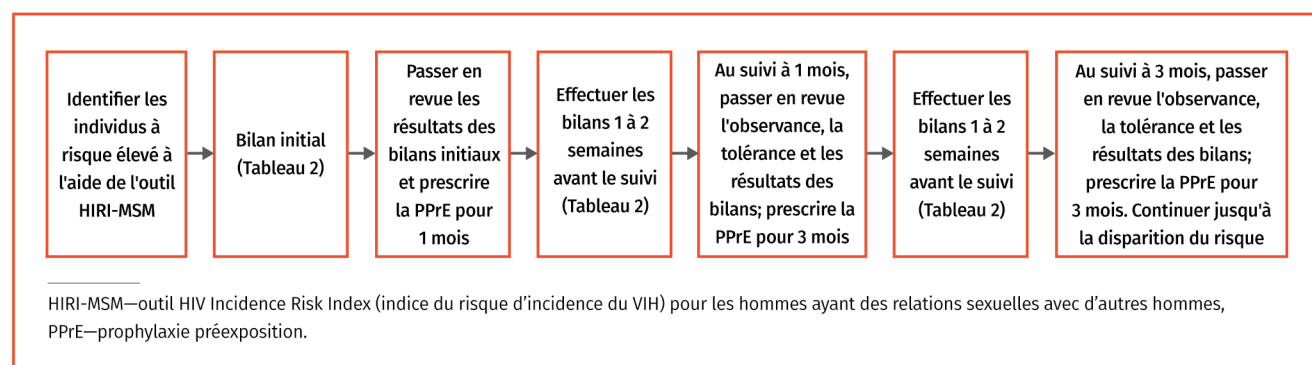 Identifier les
individus à
risque élevé à
l'aide de l'outil
HIRI-MSM
Bilan initial
(Tableau 2)
Passer en
revue les
résultats des
bilans initiaux
et prescrire
la PPrE pour
1 mois
Effectuer les
bilans 1 à 2
semaines
avant le suivi
(Tableau 2)
Au suivi à 1 mois,
passer en revue
l'observance, la
tolérance et les
résultats des
bilans; prescrire la
PPrE pour 3 mois
Effectuer les
bilans 1 à 2
semaines
avant le suivi
(Tableau 2)
Au suivi à 3 mois, passer
en revue l'observance,
la tolérance et les
résultats des bilans;
prescrire la PPrE pour
3 mois. Continuer jusqu'à
la disparition du risque
HIRI-MSM—outil HIV Incidence Risk Index (indice du risque d’incidence du VIH) pour les hommes ayant des relations sexuelles avec d’autres hommes,
PPrE—prophylaxie préexposition.